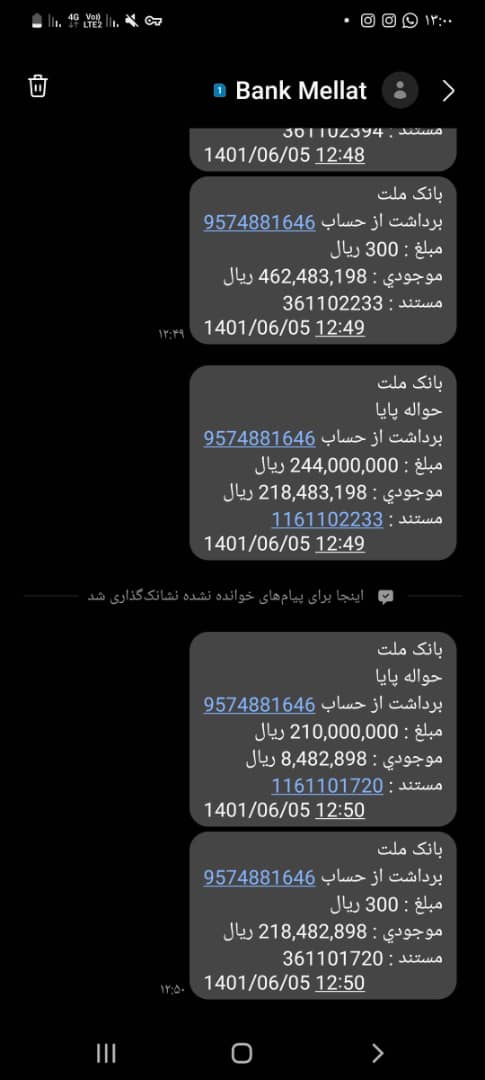 ۱۳:۰۰
4G VoLTE2
Bank Mellat 1
مستند : 361102394
1401/06/05 12:48
بانک ملت
برداشت از حساب 9574881646
مبلغ : 300 ریال
موجودي : 462,483,198 ریال
مستند : 361102233
1401/06/05 12:49
۱۲:۴۹
بانک ملت
حواله پایا
برداشت از حساب 9574881646
مبلغ : 244,000,000 ریال
موجودي : 218,483,198 ریال
مستند : 1161102233
1401/06/05 12:49
اینجا برای پیام‌های خوانده نشده نشانک‌گذاری شد
بانک ملت
حواله پایا
برداشت از حساب 9574881646
مبلغ : 210,000,000 ریال
موجودي : 8,482,898 ریال
مستند : 1161101720
1401/06/05 12:50
بانک ملت
برداشت از حساب 9574881646
مبلغ : 300 ریال
موجودي : 218,482,898 ریال
مستند : 361101720
1401/06/05 12:50
۱۲:۵۰